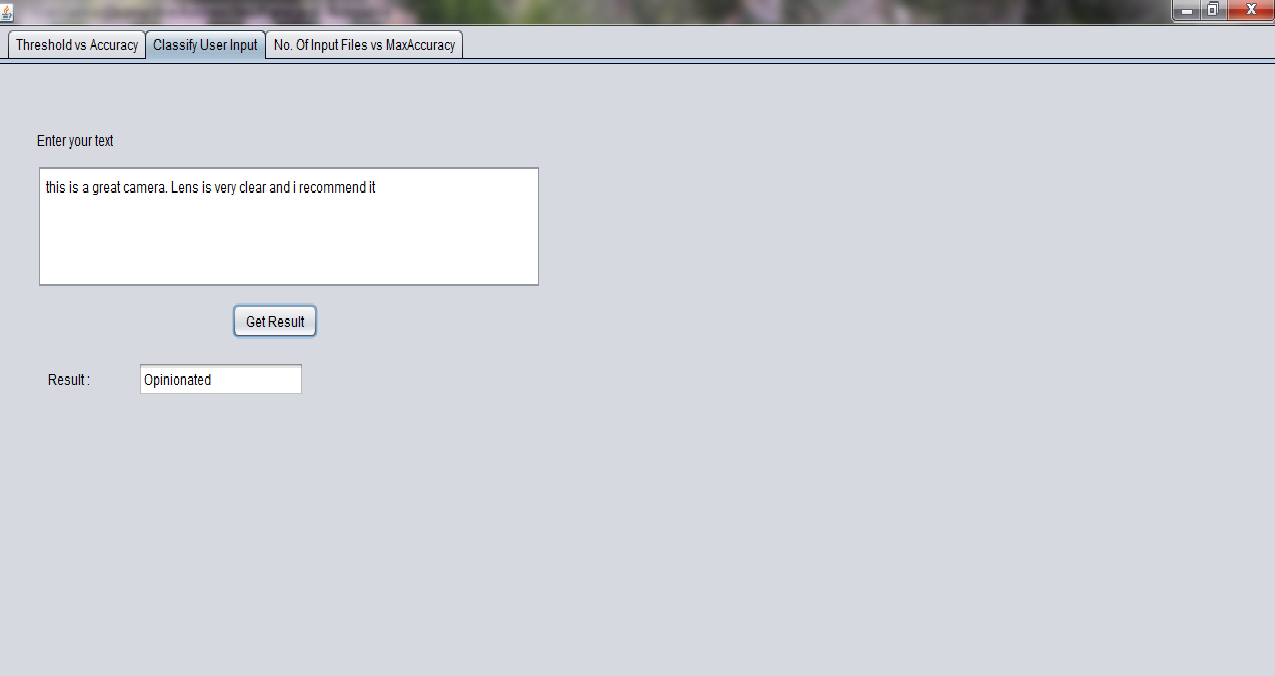 Threshold vs Accuracy Classify User Input No. Of Input Files vs MaxAccuracy
Enter your text
this is a great camera. Lens is very clear and i recommend it
Get Result
Result : Opinionated